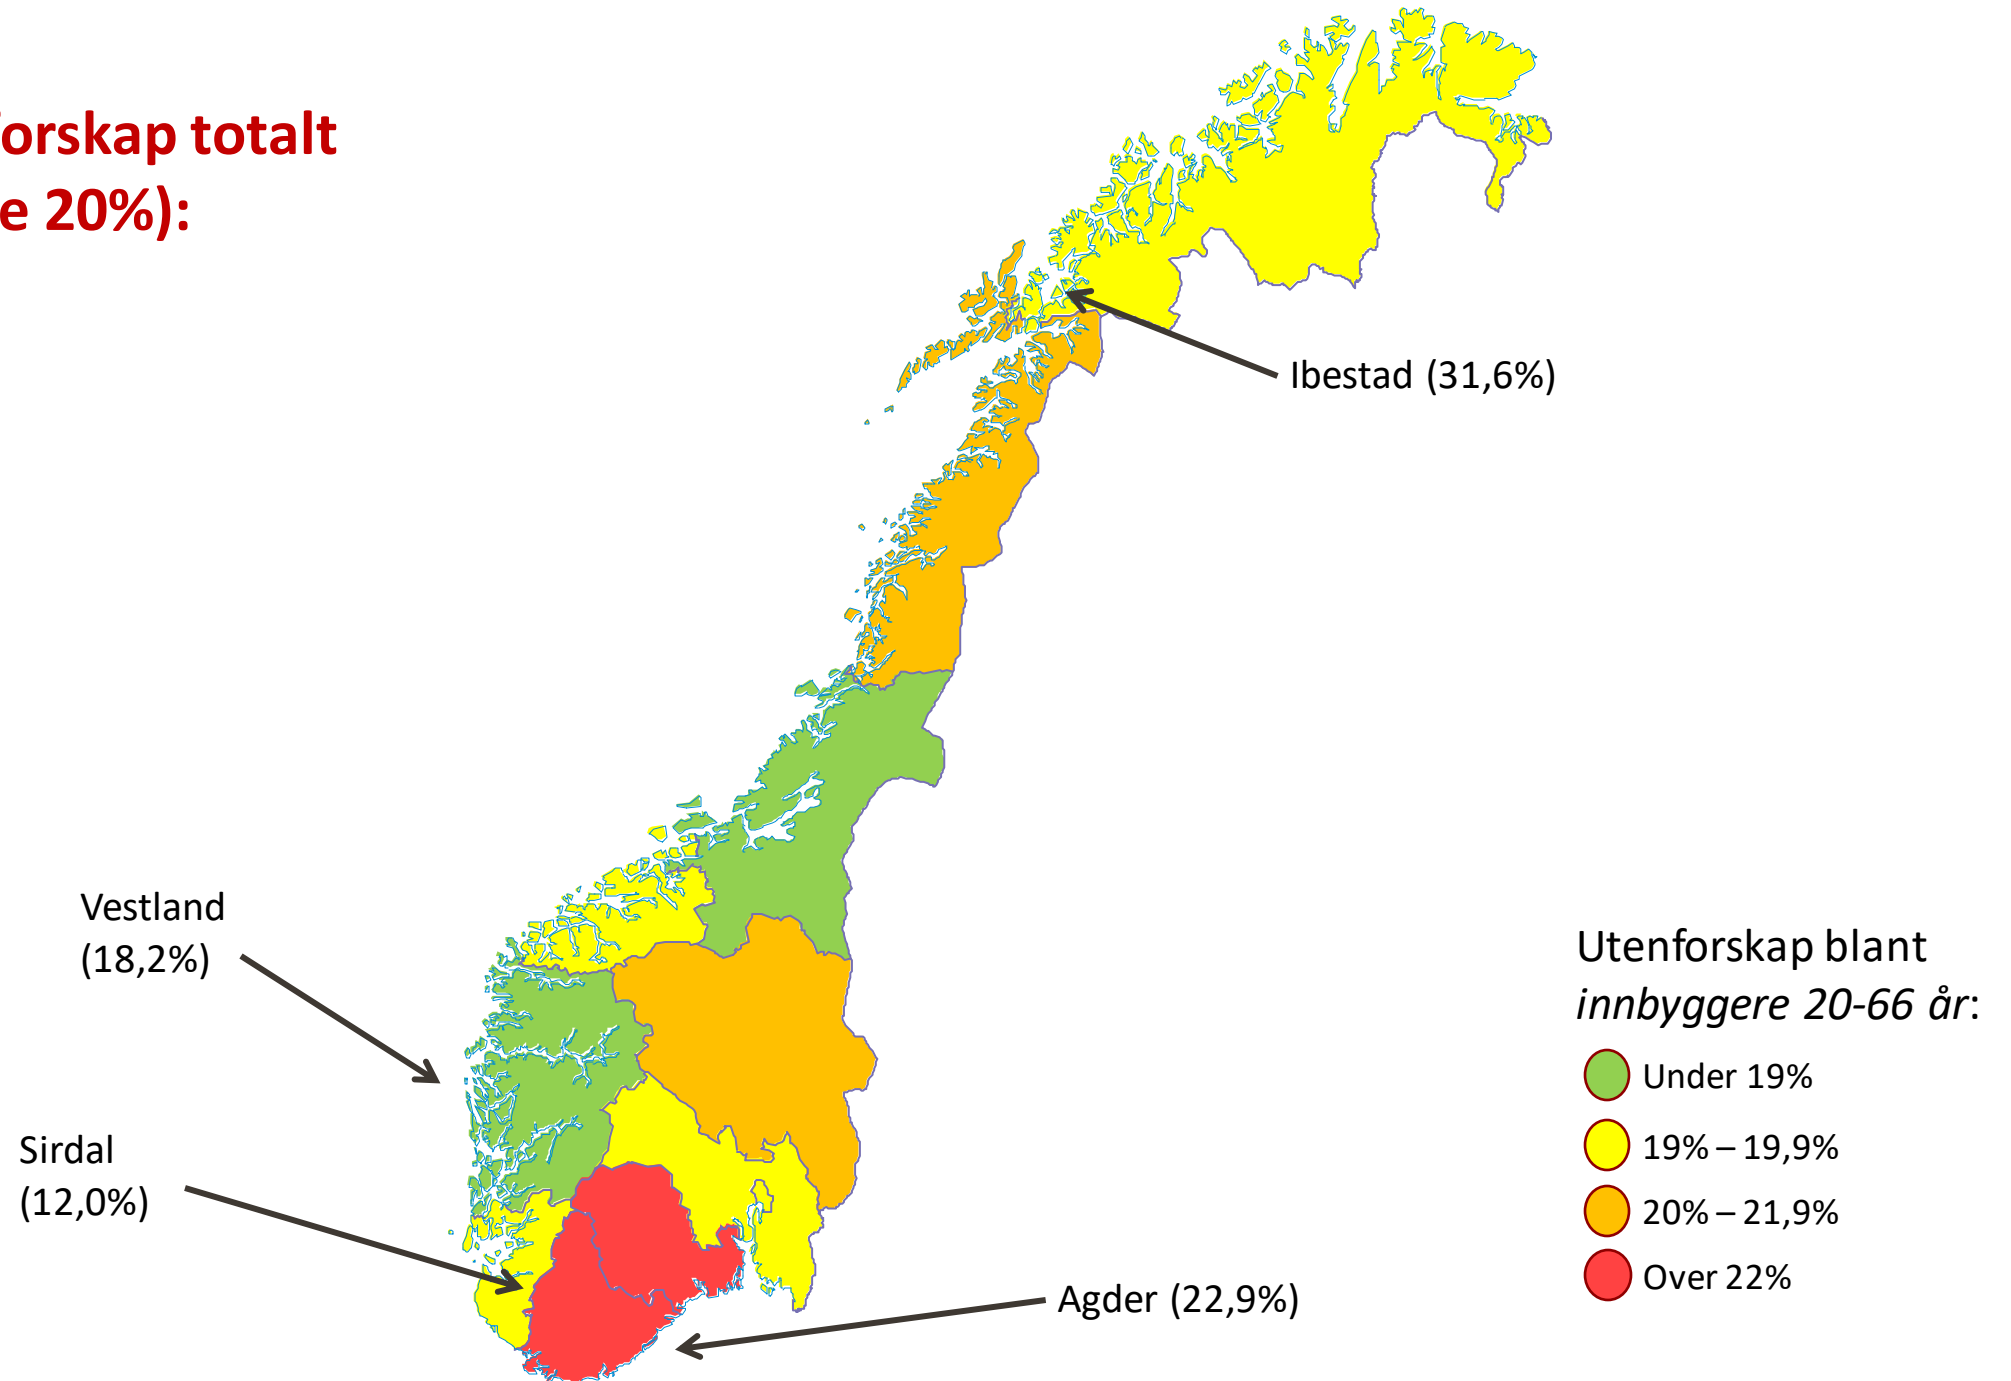 forskap totalt
e 20%):
Ibestad (31,6%)
Vestland
(18,2%)
Sirdal
(12,0%)
Agder (22,9%)
Utenforskap blant
innbyggere 20-66 år:
Under 19%
19% – 19,9%
20% – 21,9%
Over 22%